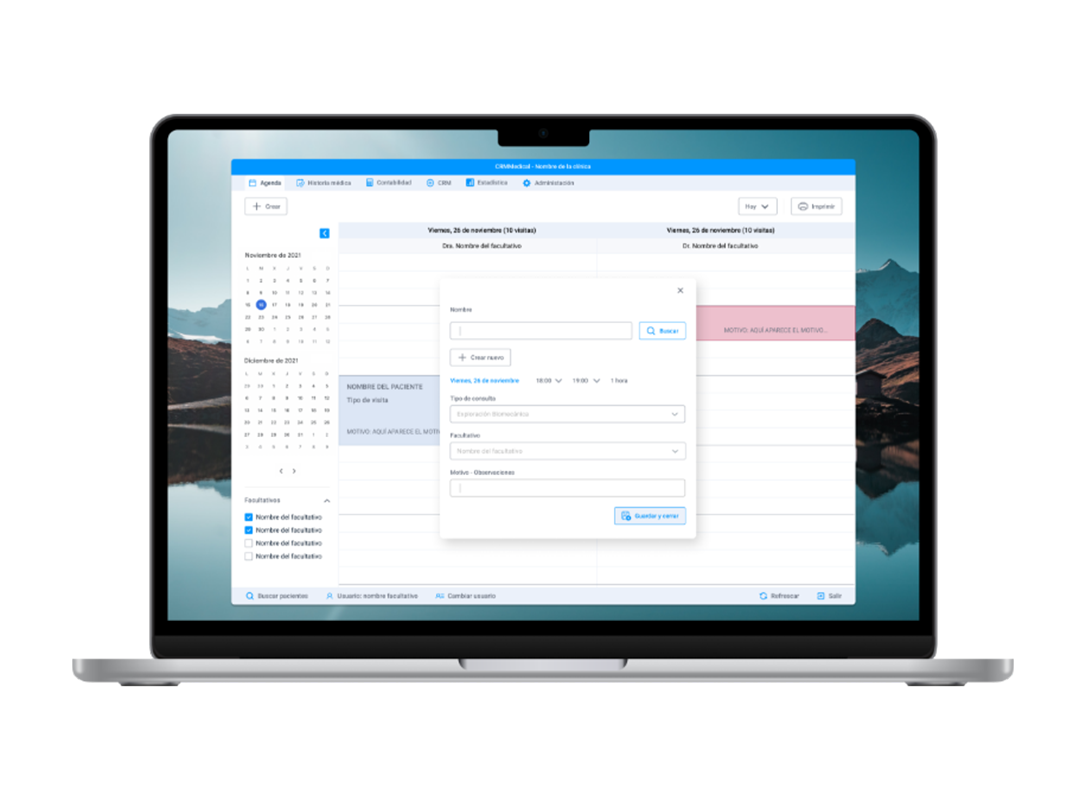 CRMMedical - Nombre de la clínica
Agenda Historia médica Contabilidad CRM Estadística Administración
Crear Hoy Imprimir
Viernes, 26 de noviembre (10 visitas) Viernes, 26 de noviembre (10 visitas)
Dra. Nombre del facultativo Dr. Nombre del facultativo
Noviembre de 2021
L M X J V S D
1 2 3 4 5 6 7
8 9 10 11 12 13 14
15 16 17 18 19 20 21
22 23 24 25 26 27 28
29 30 1 2 3 4 5
6 7 8 9 10 11 12
Diciembre de 2021
L M X J V S D
29 30 1 2 3 4 5
6 7 8 9 10 11 12
13 14 15 16 17 18 19
20 21 22 23 24 25 26
27 28 29 30 31 1 2
3 4 5 6 7 8 9
Facultativos
Nombre del facultativo
Nombre del facultativo
Nombre del facultativo
Nombre del facultativo
NOMBRE DEL PACIENTE
Tipo de visita
MOTIVO: AQUÍ APARECE EL MOTIV
MOTIVO: AQUÍ APARECE EL MOTIVO...
Nombre
Buscar
Crear nuevo
Viernes, 26 de noviembre 18:00 19:00 1 hora
Tipo de consulta
Exploración Biomecánica
Facultativo
Nombre del facultativo
Motivo - Observaciones
Guardar y cerrar
Buscar pacientes Usuario: nombre facultativo Cambiar usuario Refrescar Salir